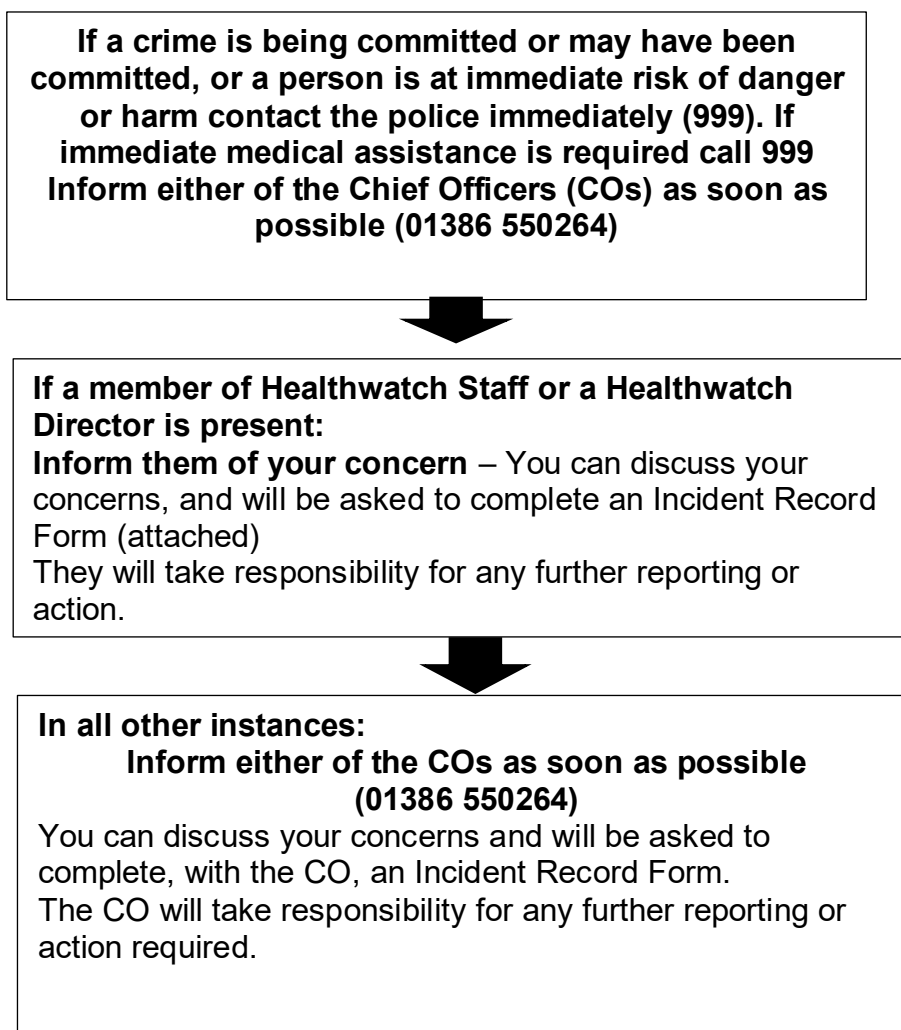 If a crime is being committed or may have been
committed, or a person is at immediate risk of danger
or harm contact the police immediately (999). If
immediate medical assistance is required call 999
Inform either of the Chief Officers (COs) as soon as
possible (01386 550264)
If a member of Healthwatch Staff or a Healthwatch
Director is present:
Inform them of your concern – You can discuss your
concerns, and will be asked to complete an Incident Record
Form (attached)
They will take responsibility for any further reporting or
action.
In all other instances:
Inform either of the COs as soon as possible
(01386 550264)
You can discuss your concerns and will be asked to
complete, with the CO, an Incident Record Form.
The CO will take responsibility for any further reporting or
action required.